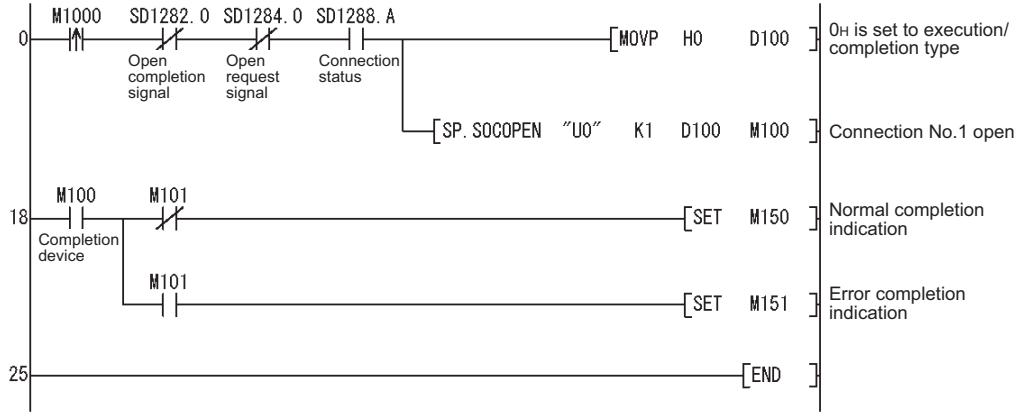 M1000 SD1282.0 SD1284.0 SD1288.A
0 MOVP H0 D100 0H is set to execution/
completion type
Open
completion
signal
Open
request
signal
Connection
status
SP.SOCOPEN "U0" K1 D100 M100 Connection No.1 open
M100 M101
18 SET M150 Normal completion
indication
Completion
device
M101
SET M151 Error completion
indication
25 END